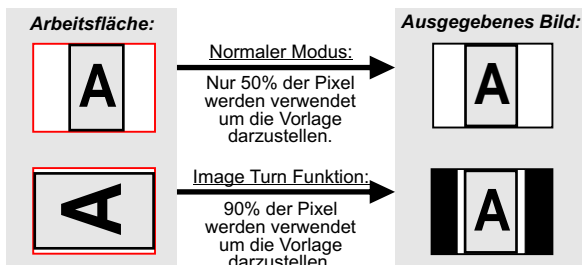 Arbeitsfläche:
Ausgegebenes Bild:
Normaler Modus:
A
A
Nur 50% der Pixel
werden verwendet
um die Vorlage
darzustellen.
Image Turn Funktion:
A
A
90% der Pixel
werden verwendet
um die Vorlage
darzustellen